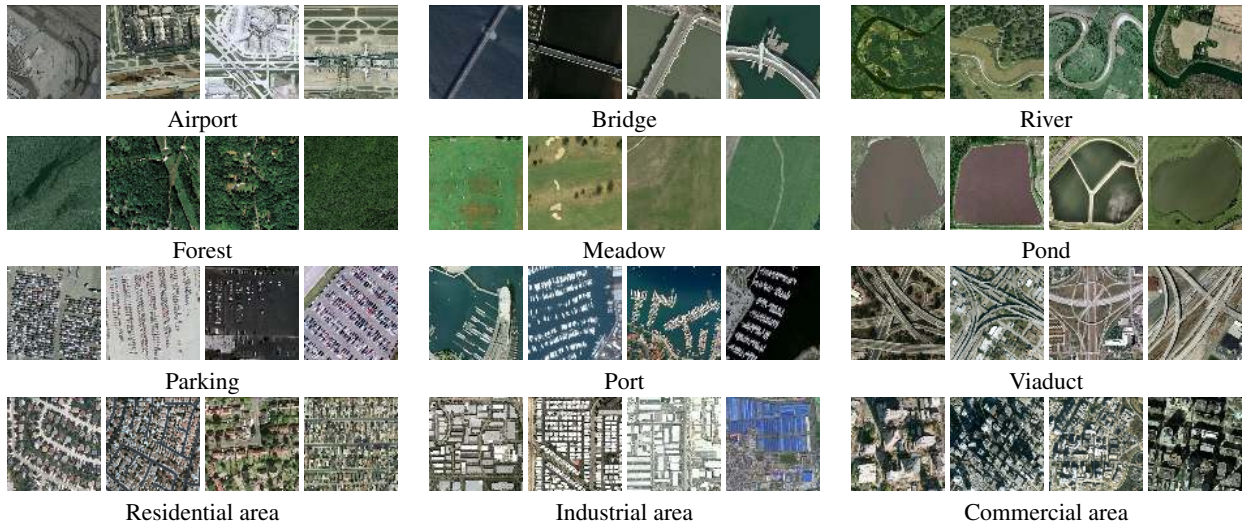 Airport
Bridge
River
Forest
Meadow
Pond
Parking
Port
Viaduct
Residential area
Industrial area
Commercial area